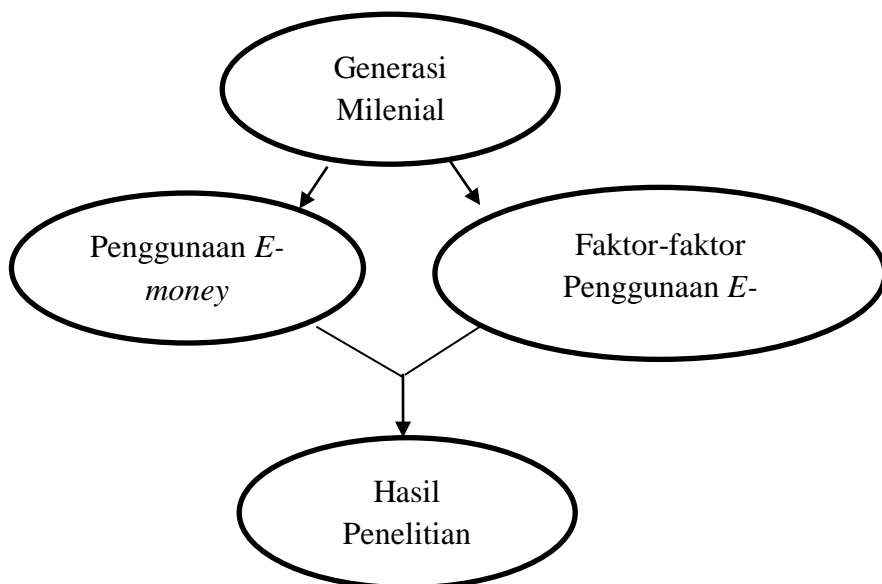 Generasi
Milenial
Penggunaan E-
money
Faktor-faktor
Penggunaan E-
Hasil
Penelitian